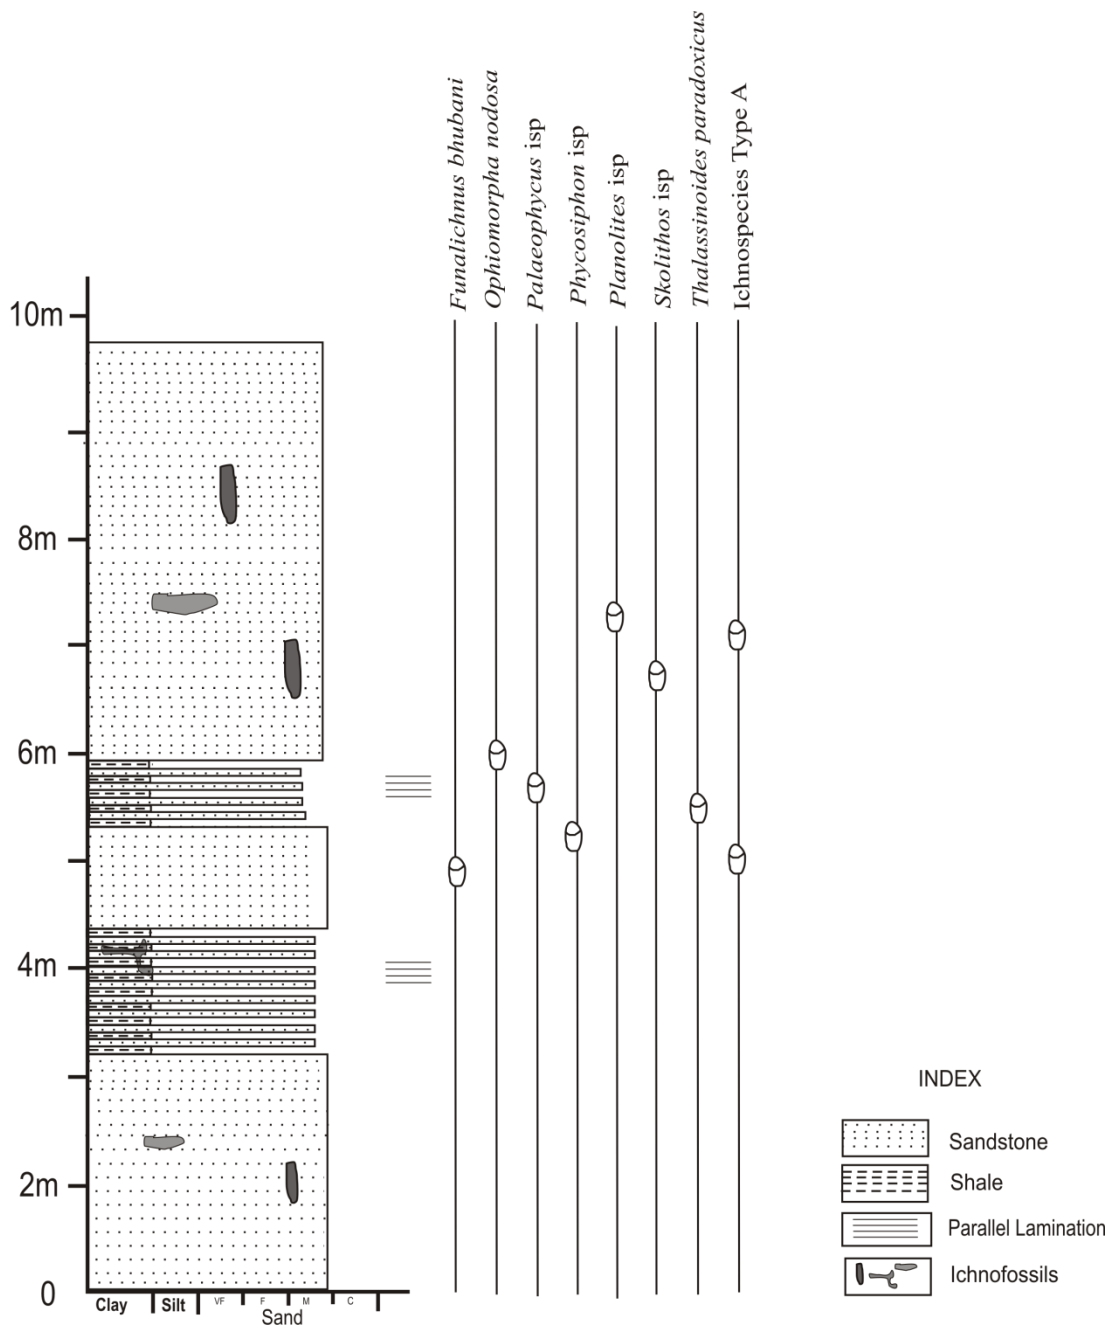 Funalichnus bhubani
Ophiomorpha nodosa
Palaeophycus isp
Phycosiphon isp
Planolites isp
Skolithos isp
Thalassinoides paradoxicus
Ichnospecies Type A
10m
8m
6m
4m
2m
0
Clay
Silt
VF
F
M
C
Sand
INDEX
Sandstone
Shale
Parallel Lamination
Ichnofossils